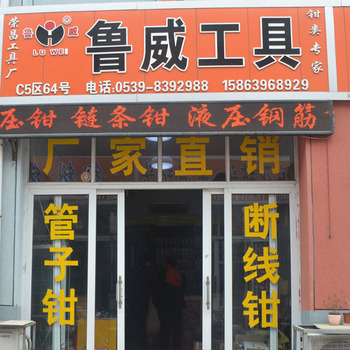 荣昌工具厂
鲁威
LU WEI
鲁威工具
钳类专家
C5区64号 电话:0539-8392988 15863968929
压钳 链条钳 液压钢筋
厂家直销
管子钳
断线钳